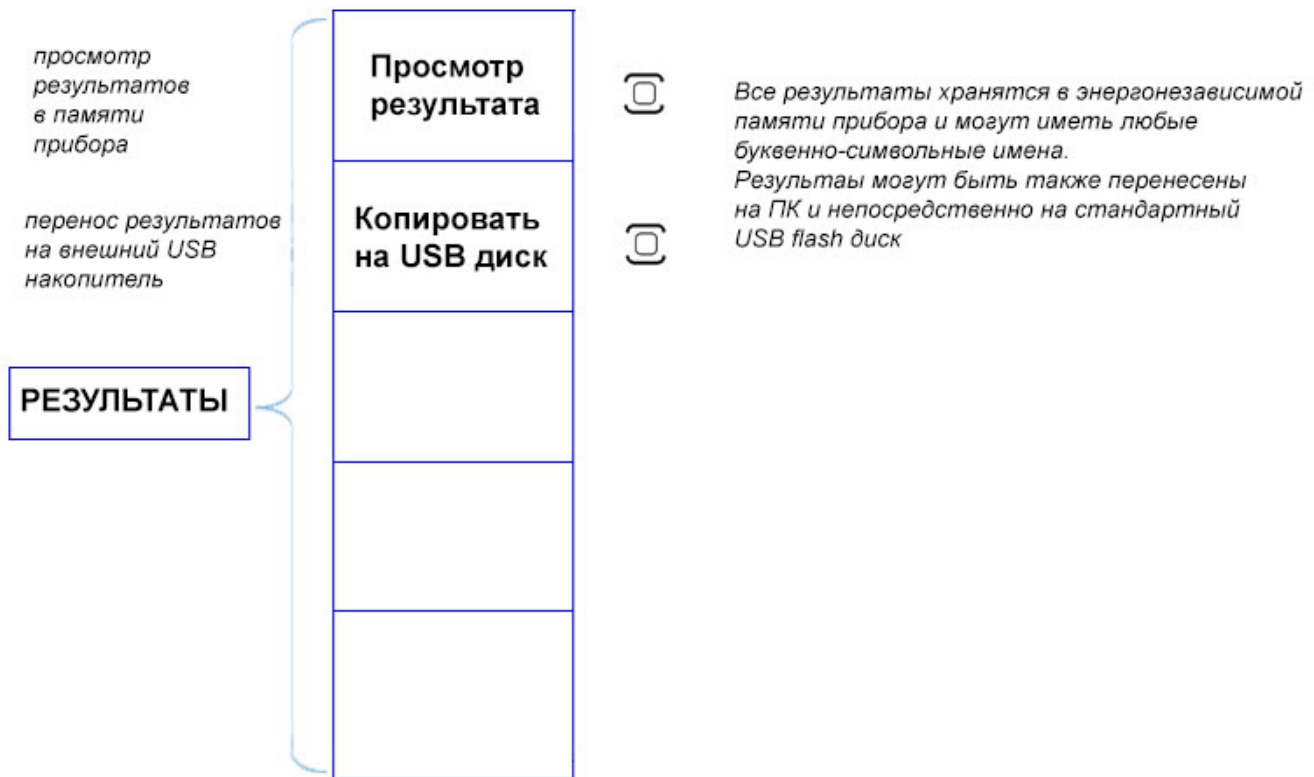 просмотр
результатов
в памяти
прибора
Просмотр
результата
Все результаты хранятся в энергонезависимой
памяти прибора и могут иметь любые
буквенно-символьные имена.
Результаы могут быть также перенесены
на ПК и непосредственно на стандартный
USB flash диск
перенос результатов
на внешний USB
накопитель
Копировать
на USB диск
РЕЗУЛЬТАТЫ